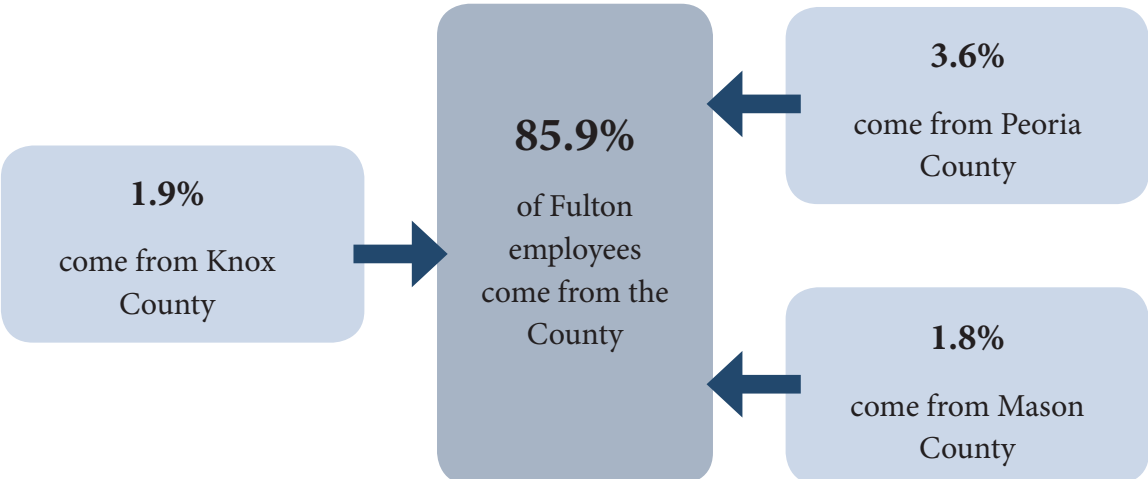 1.9%
come from Knox
County
85.9%
of Fulton
employees
come from the
County
3.6%
come from Peoria
County
1.8%
come from Mason
County